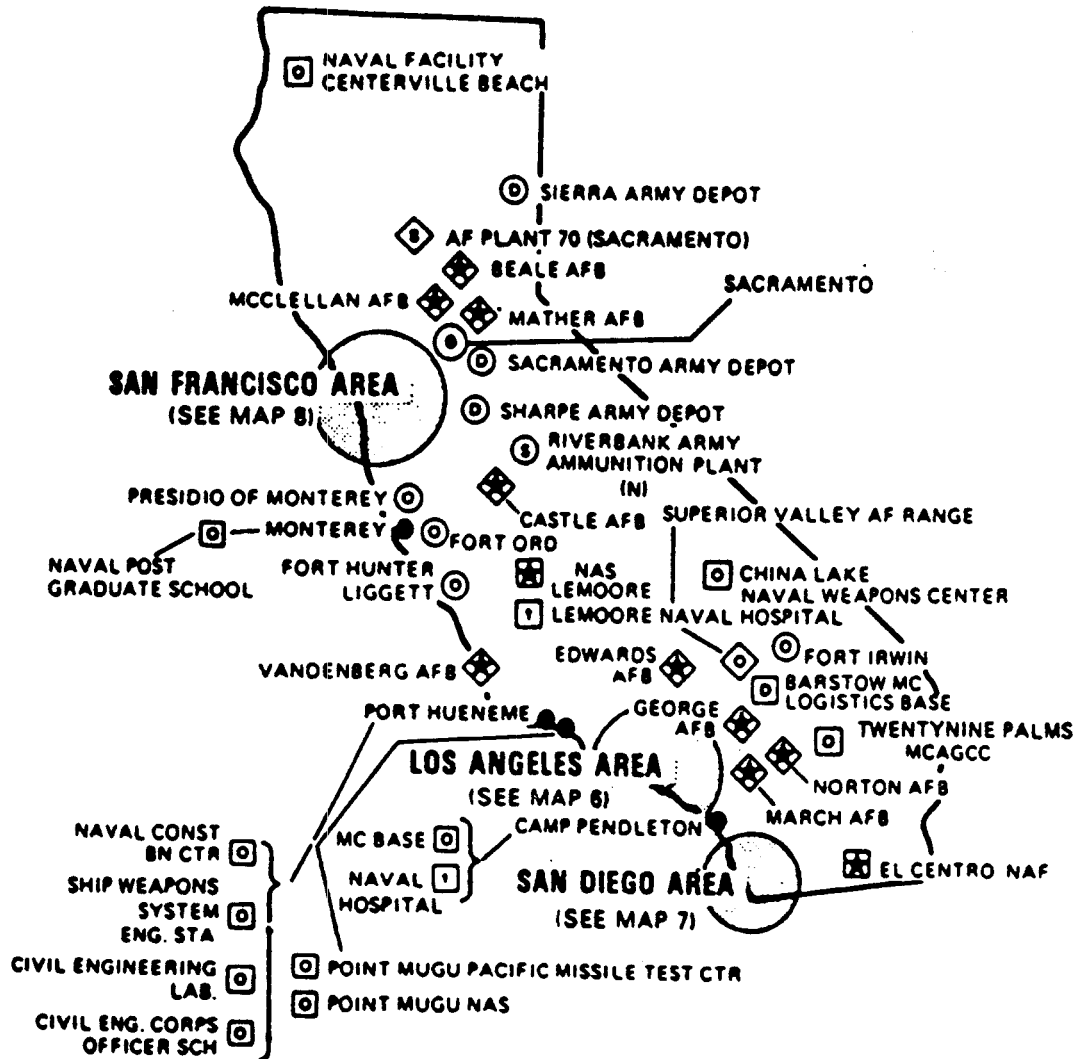 NAVAL FACILITY
CENTERVILLE BEACH
D SIERRA ARMY DEPOT
S AF PLANT 70 (SACRAMENTO)
BEALE AFB
SACRAMENTO
MCCLELLAN AFB
MATHER AFB
D SACRAMENTO ARMY DEPOT
SAN FRANCISCO AREA
(SEE MAP 8)
D SHARPE ARMY DEPOT
S RIVERBANK ARMY
AMMUNITION PLANT
(N)
PRESIDIO OF MONTEREY O
CASTLE AFB
SUPERIOR VALLEY AF RANGE
O MONTEREY
O FORT ORD
NAVAL POST
GRADUATE SCHOOL
FORT HUNTER
LIGGETT O
NAS
LEMOORE
LEMOORE NAVAL HOSPITAL
O CHINA LAKE
NAVAL WEAPONS CENTER
VANDENBERG AFB
EDWARDS
AFB
O
O FORT IRWIN
D BARSTOW MC
LOGISTICS BASE
PORT HUENEME
GEORGE
AFB
O TWENTYNINE PALMS
MCAGCC
LOS ANGELES AREA
(SEE MAP 6)
NORTON AFB
MARCH AFB
NAVAL CONST
BN CTR O
MC BASE O
NAVAL
HOSPITAL
CAMP PENDLETON
SHIP WEAPONS
SYSTEM
ENG. STA O
SAN DIEGO AREA
(SEE MAP 7)
EL CENTRO NAF
CIVIL ENGINEERING
LAB. O
O POINT MUGU PACIFIC MISSILE TEST CTR
O POINT MUGU NAS
CIVIL ENG. CORPS
OFFICER SCH O